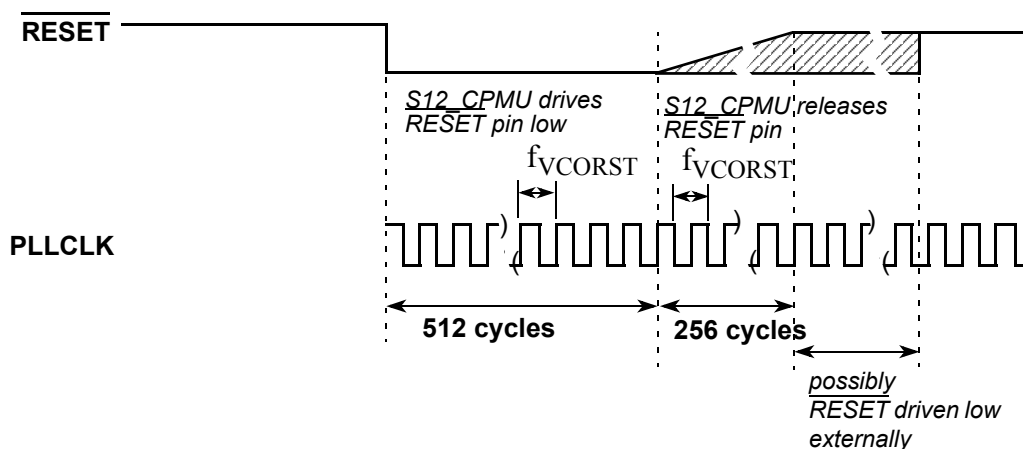 RESET
S12_CPMU drives
RESET pin low
S12_CPMU releases
RESET pin
fVCORST
fVCORST
PLLCLK
512 cycles
256 cycles
possibly
RESET driven low
externally